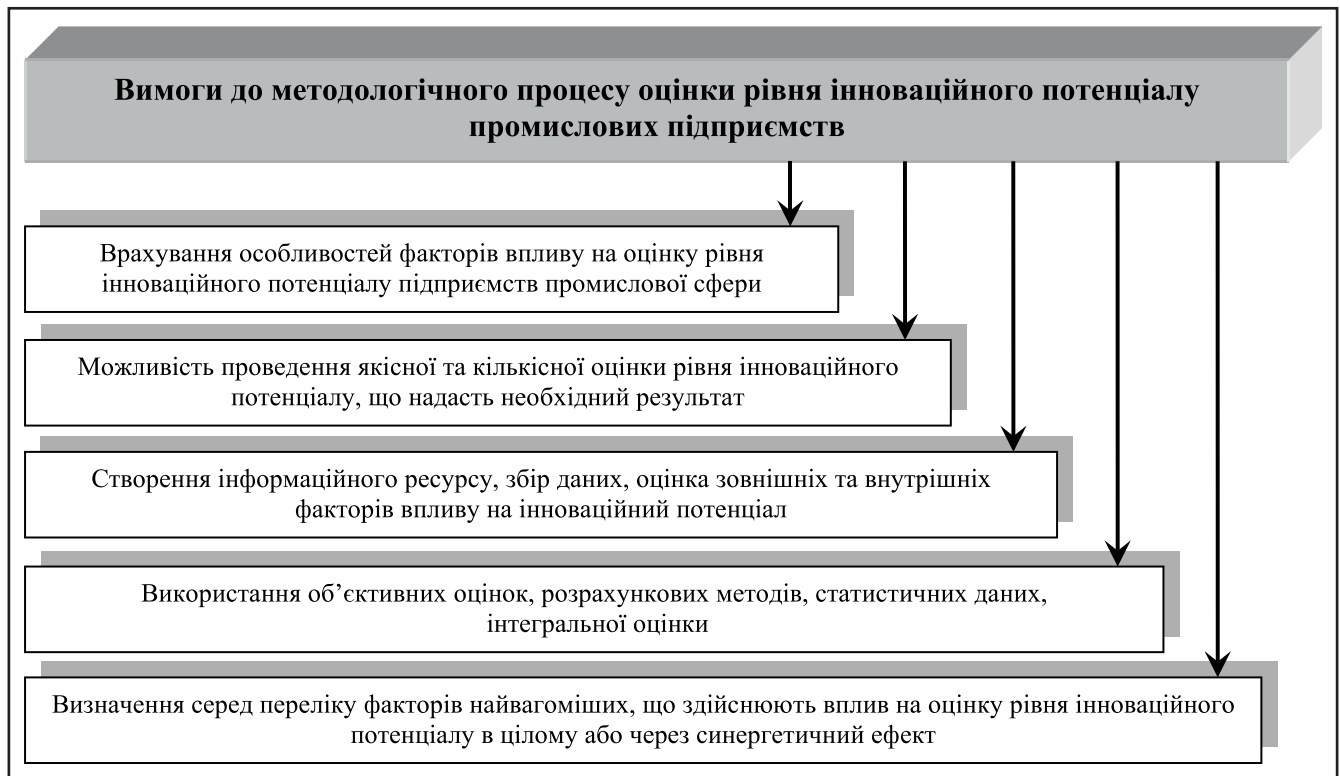 Вимоги до методологічного процесу оцінки рівня інноваційного потенціалу
промислових підприємств
Врахування особливостей факторів впливу на оцінку рівня
інноваційного потенціалу підприємств промислової сфери
Можливість проведення якісної та кількісної оцінки рівня інноваційного
потенціалу, що надасть необхідний результат
Створення інформаційного ресурсу, збір даних, оцінка зовнішніх та внутрішніх
факторів впливу на інноваційний потенціал
Використання об’єктивних оцінок, розрахункових методів, статистичних даних,
інтегральної оцінки
Визначення серед переліку факторів найвагоміших, що здійснюють вплив на оцінку рівня інноваційного
потенціалу в цілому або через синергетичний ефект